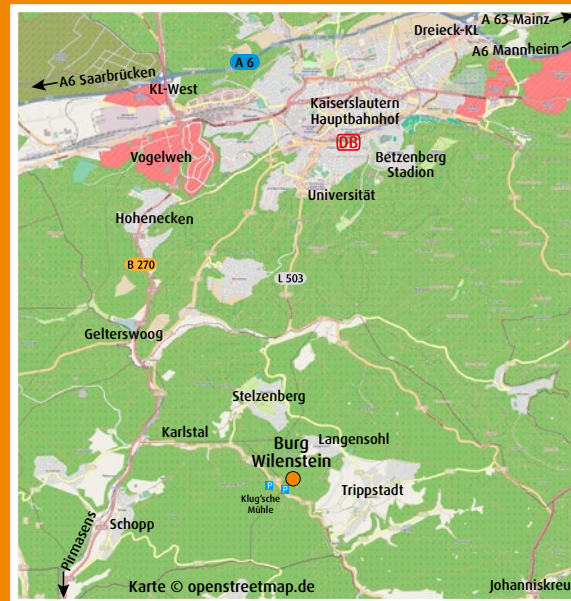 A 63 Mainz
Dreieck-KL
A6 Mannheim
A 6
A6 Saarbrücken
KL-West
Kaiserslautern
Hauptbahnhof
DB
Vogelweh
Betzenberg
Stadion
Universität
Hohenecken
B 270
L 503
Gelterswoog
Stelzenberg
Karlstal
Burg
Wilenstein
Langensohl
P
P
Klug'sche
Mühle
Trippstadt
Schopp
Pirmasens
Karte © openstreetmap.de
Johanniskreu